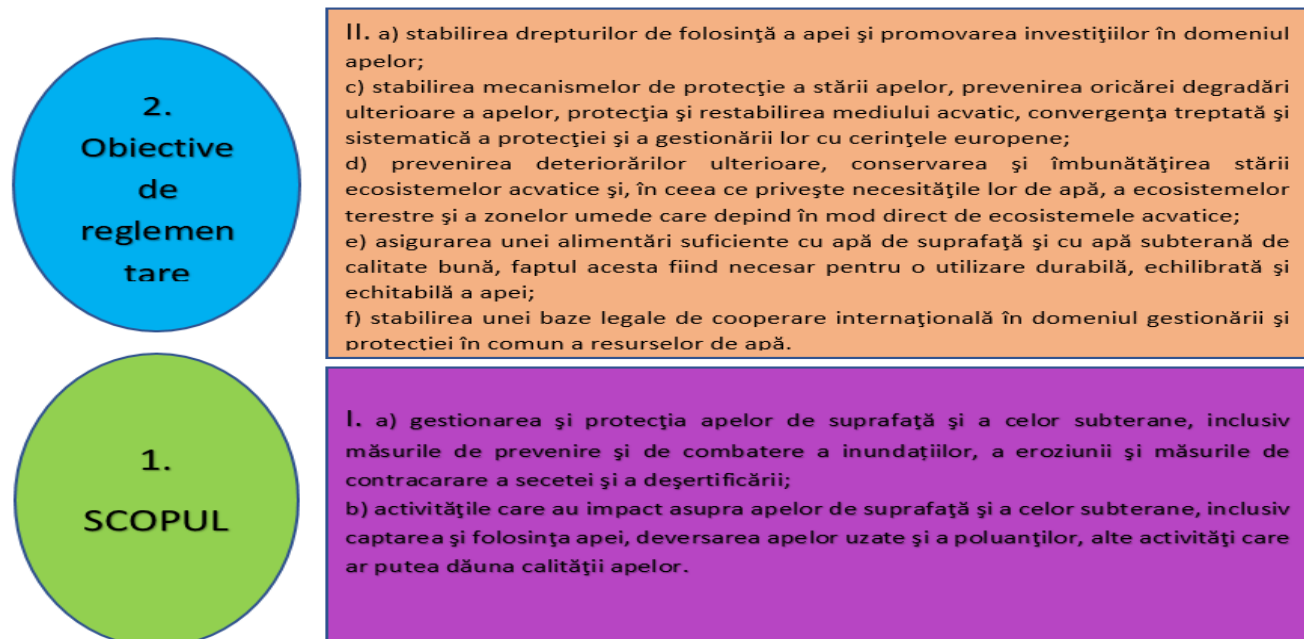 2.
Obiective
de
reglemen
tare
II. a) stabilirea drepturilor de folosinţă a apei şi promovarea investiţiilor în domeniul
apelor;
c) stabilirea mecanismelor de protecţie a stării apelor, prevenirea oricărei degradări
ulterioare a apelor, protecţia şi restabilirea mediului acvatic, convergenţa treptată şi
sistematică a protecţiei şi a gestionării lor cu cerinţele europene;
d) prevenirea deteriorărilor ulterioare, conservarea şi îmbunătăţirea stării
ecosistemelor acvatice şi, în ceea ce priveşte necesităţile lor de apă, a ecosistemelor
terestre şi a zonelor umede care depind în mod direct de ecosistemele acvatice;
e) asigurarea unei alimentări suficiente cu apă de suprafaţă şi cu apă subterană de
calitate bună, faptul acesta fiind necesar pentru o utilizare durabilă, echilibrată şi
echitabilă a apei;
f) stabilirea unei baze legale de cooperare internaţională în domeniul gestionării şi
protecţiei în comun a resurselor de apă.
1.
SCOPUL
I. a) gestionarea şi protecţia apelor de suprafaţă şi a celor subterane, inclusiv
măsurile de prevenire şi de combatere a inundațiilor, a eroziunii şi măsurile de
contracarare a secetei şi a deşertificării;
b) activităţile care au impact asupra apelor de suprafaţă şi a celor subterane, inclusiv
captarea şi folosinţa apei, deversarea apelor uzate şi a poluanţilor, alte activităţi care
ar putea dăuna calităţii apelor.